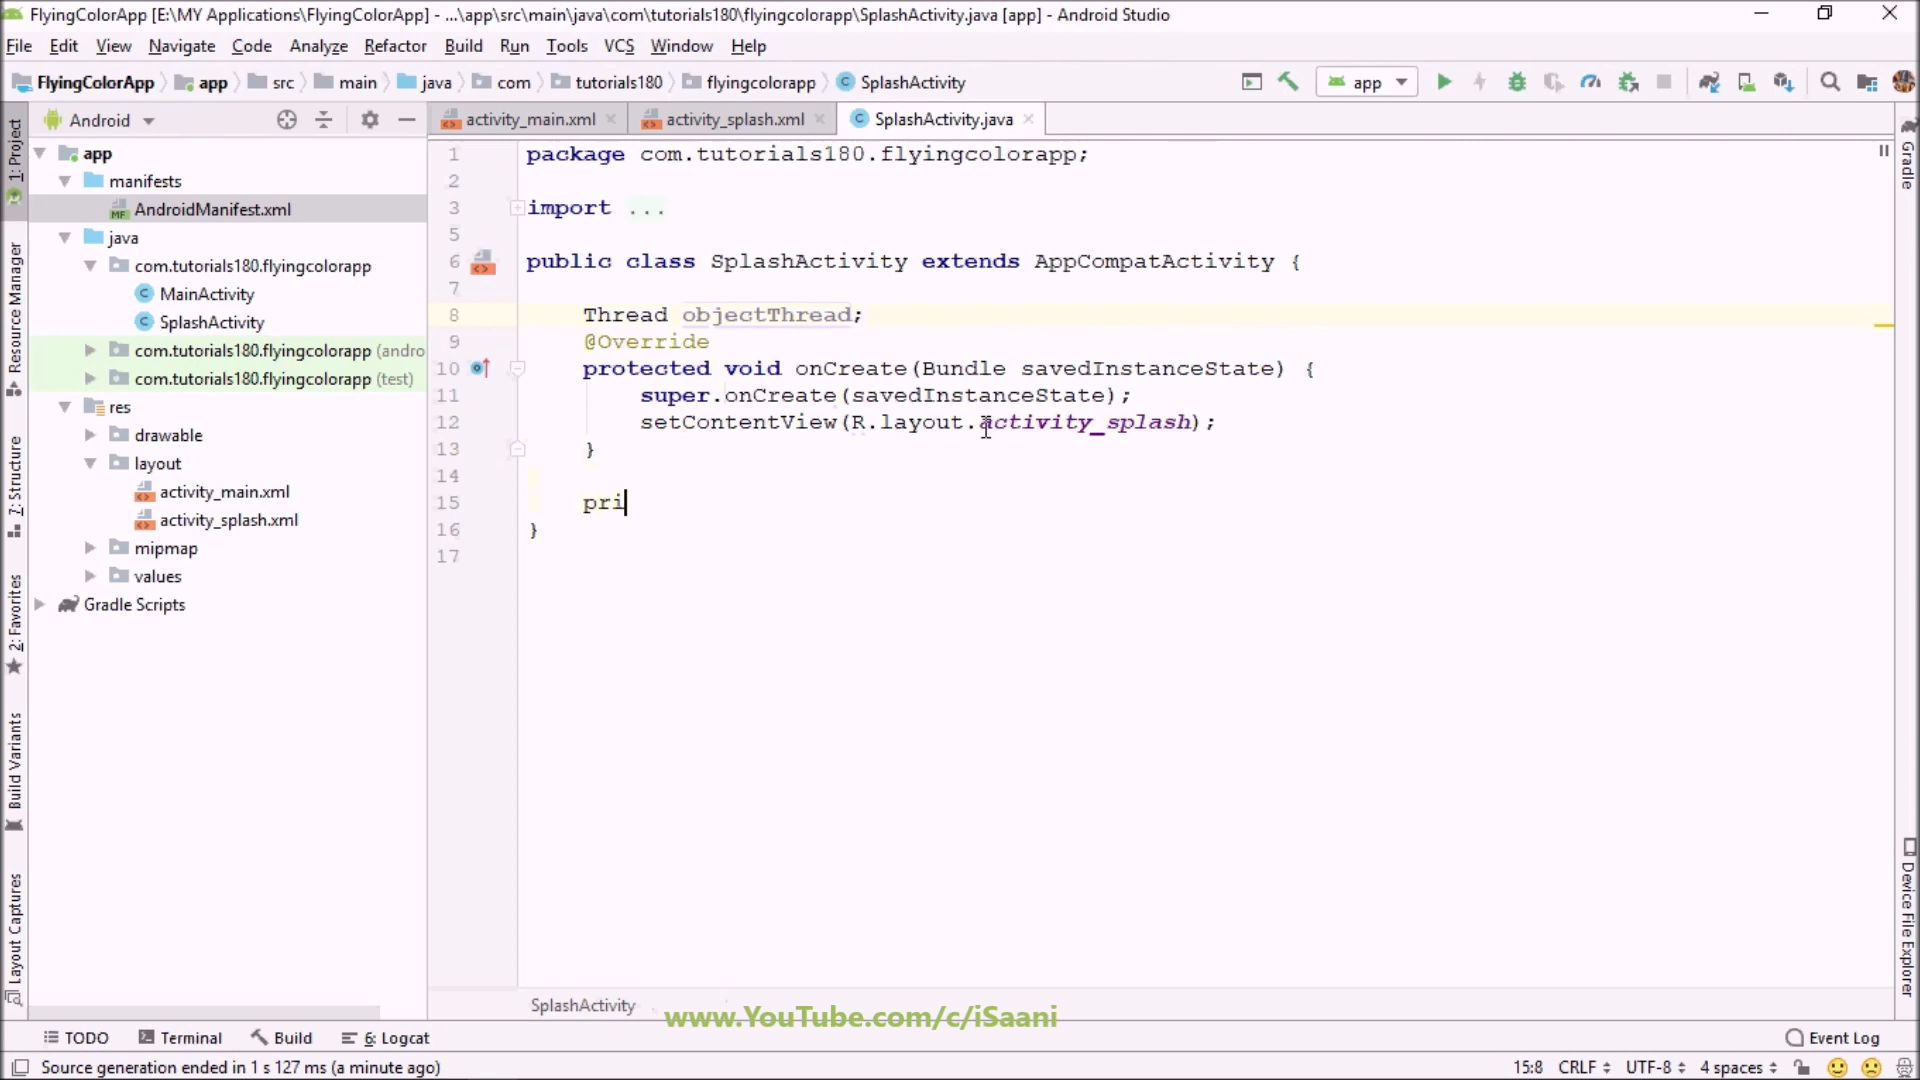 FlyingColorApp [E:\MY Applications\FlyingColorApp] - ...\app\src\main\java\com\tutorials180\flyingcolorapp\SplashActivity.java [app] - Android Studio
File Edit View Navigate Code Analyze Refactor Build Run Tools VCS Window Help
FlyingColorApp app src main java com tutorials180 flyingcolorapp SplashActivity app
Android activity_main.xml activity_splash.xml SplashActivity.java
1: Project
Resource Manager
7: Structure
2: Favorites
Build Variants
Layout Captures
app
manifests
MF AndroidManifest.xml
java
com.tutorials180.flyingcolorapp
MainActivity
SplashActivity
com.tutorials180.flyingcolorapp (andro
com.tutorials180.flyingcolorapp (test)
res
drawable
layout
activity_main.xml
activity_splash.xml
mipmap
values
Gradle Scripts
1 package com.tutorials180.flyingcolorapp;
2
3 import ...
5
6 public class SplashActivity extends AppCompatActivity {
7
8 Thread objectThread;
9 @Override
10 protected void onCreate(Bundle savedInstanceState) {
11 super.onCreate(savedInstanceState);
12 setContentView(R.layout.activity_splash);
13 }
14
15 pri
16 }
17
Gradle
Device File Explorer
SplashActivity
www.YouTube.com/c/iSaani
TODO Terminal Build 6: Logcat Event Log
Source generation ended in 1 s 127 ms (a minute ago) 15:8 CRLF UTF-8 4 spaces